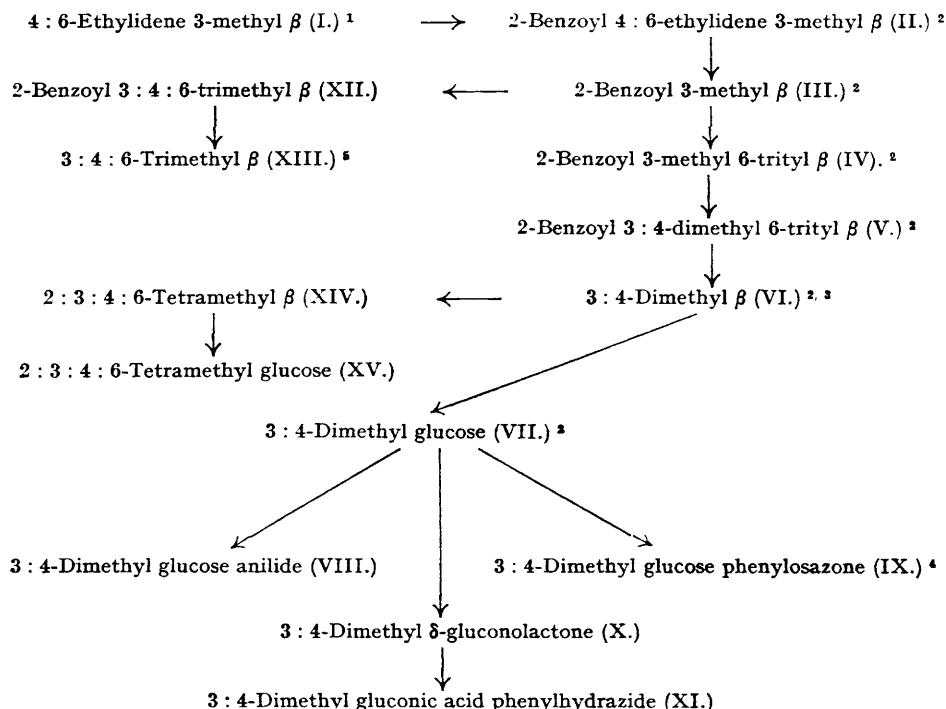 4 : 6-Ethylidene 3-methyl β (I.) ¹ → 2-Benzoyl 4 : 6-ethylidene 3-methyl β (II.) ²
2-Benzoyl 3 : 4 : 6-trimethyl β (XII.) ← 2-Benzoyl 3-methyl β (III.) ²
3 : 4 : 6-Trimethyl β (XIII.) ⁵ 2-Benzoyl 3-methyl 6-trityl β (IV). ²
2-Benzoyl 3 : 4-dimethyl 6-trityl β (V.) ²
2 : 3 : 4 : 6-Tetramethyl β (XIV.) ← 3 : 4-Dimethyl β (VI.) ²˒ ³
2 : 3 : 4 : 6-Tetramethyl glucose (XV.)
3 : 4-Dimethyl glucose (VII.) ³
3 : 4-Dimethyl glucose anilide (VIII.) 3 : 4-Dimethyl glucose phenylosazone (IX.) ⁴
3 : 4-Dimethyl δ-gluconolactone (X.)
3 : 4-Dimethyl gluconic acid phenylhydrazide (XI.)